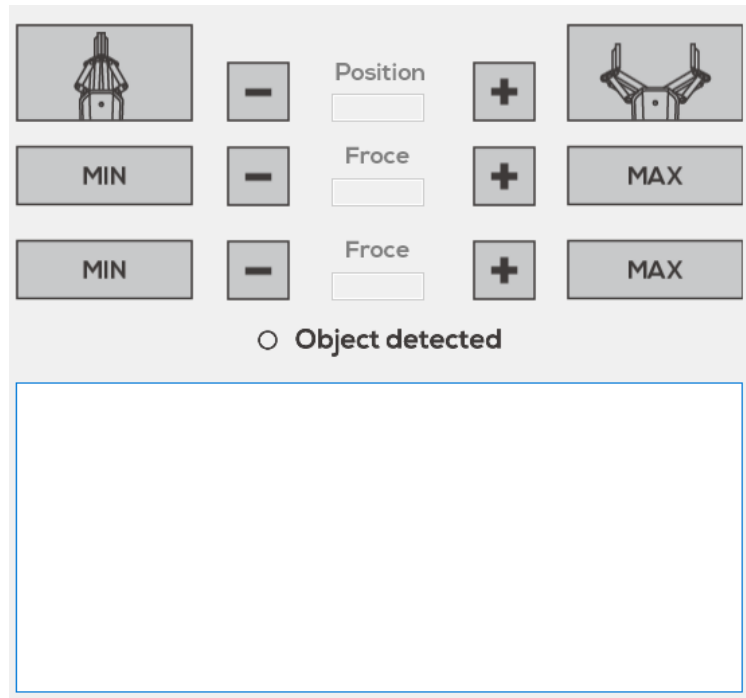 Position
−
+
Froce
MIN
−
+
MAX
Froce
MIN
−
+
MAX
Object detected